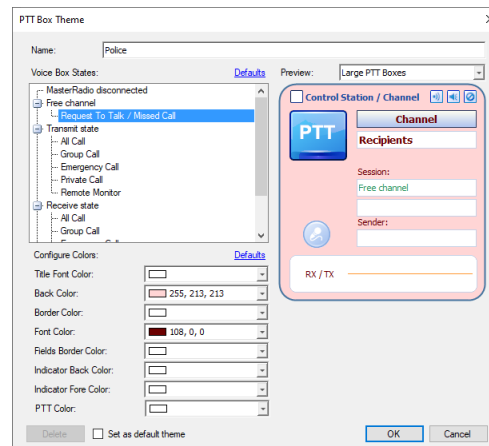 PTT Box Theme
Name: Police
Voice Box States: Defaults
MasterRadio disconnected
Free channel
Request To Talk / Missed Call
Transmit state
All Call
Group Call
Emergency Call
Private Call
Remote Monitor
Receive state
All Call
Group Call
Configure Colors: Defaults
Title Font Color:
Back Color: 255, 213, 213
Border Color:
Font Color: 108, 0, 0
Fields Border Color:
Indicator Back Color:
Indicator Fore Color:
PTT Color:
Preview: Large PTT Boxes
Control Station / Channel
PTT
Channel
Recipients
Session:
Free channel
Sender:
RX / TX
Delete Set as default theme OK Cancel